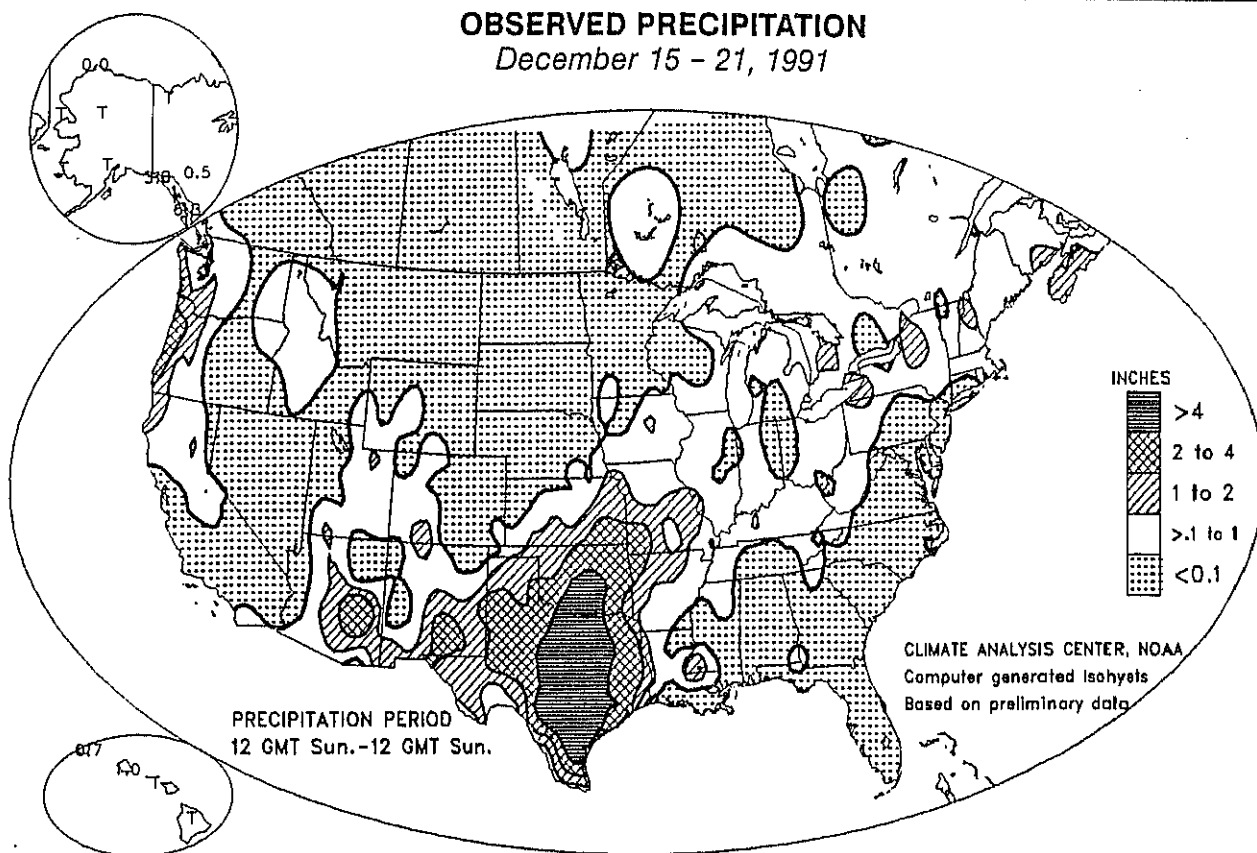 OBSERVED PRECIPITATION
December 15 – 21, 1991
0.0
T
T
T
T
T
0.5
INCHES
>4
2 to 4
1 to 2
>.1 to 1
<0.1
CLIMATE ANALYSIS CENTER, NOAA
Computer generated Isohyets
Based on preliminary data
PRECIPITATION PERIOD
12 GMT Sun.-12 GMT Sun.
T
T